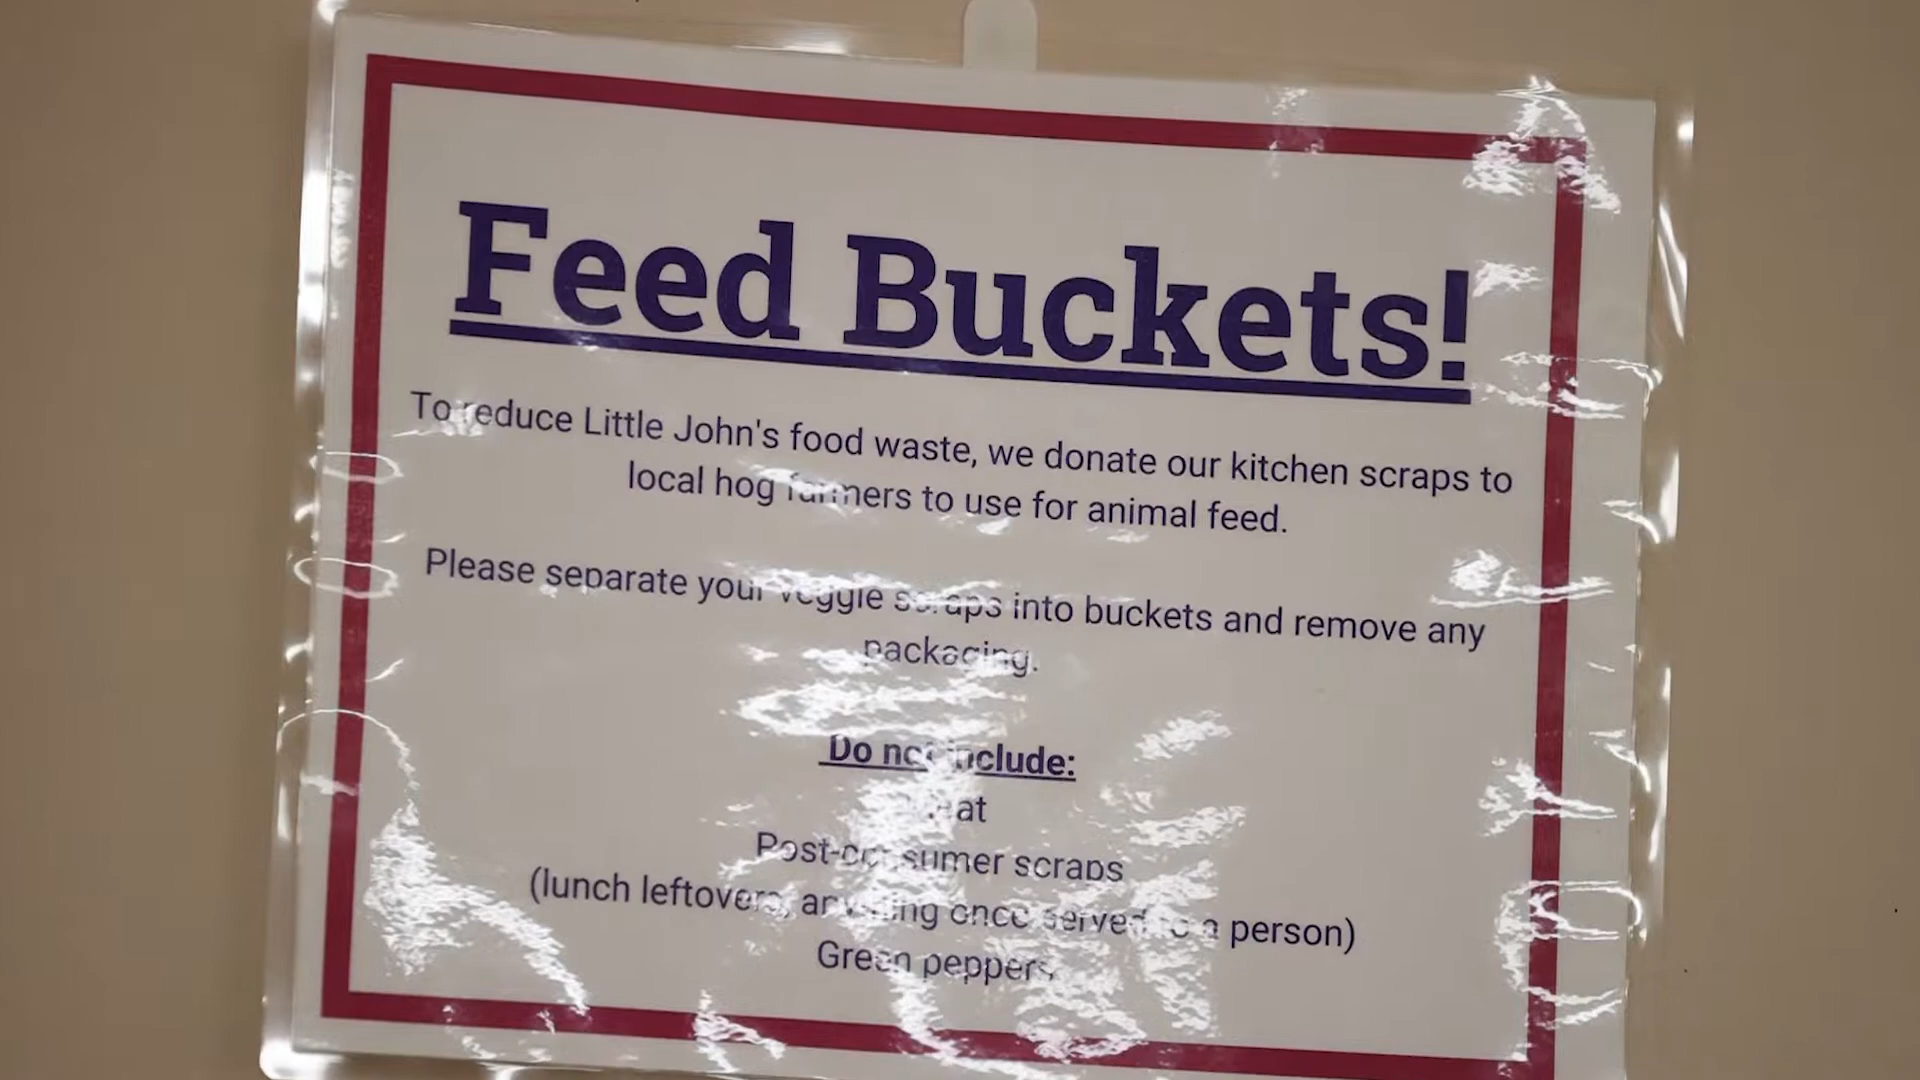 Feed Buckets!
To reduce Little John's food waste, we donate our kitchen scraps to
local hog farmers to use for animal feed.
Please separate your veggie scraps into buckets and remove any
packaging.
Do not include:
Post-consumer scraps
(lunch leftovers, anything once served to a person)
Green peppers